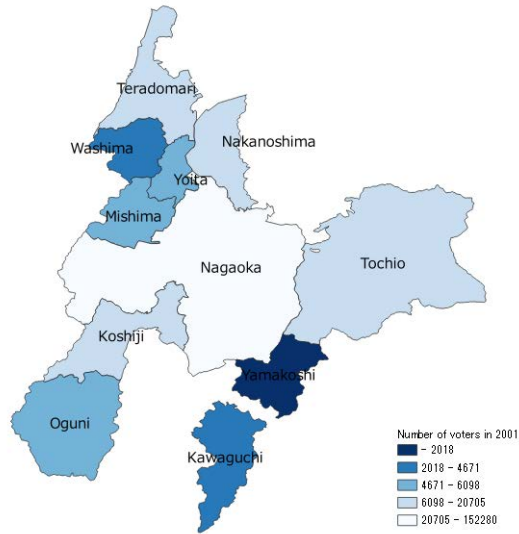 Teradomari
Nakanoshima
Washima
Yoita
Mishima
Nagaoka
Tochio
Koshiji
Yamakoshi
Oguni
Kawaguchi
Number of voters in 2001
- 2018
2018 - 4671
4671 - 6098
6098 - 20705
20705 - 152280